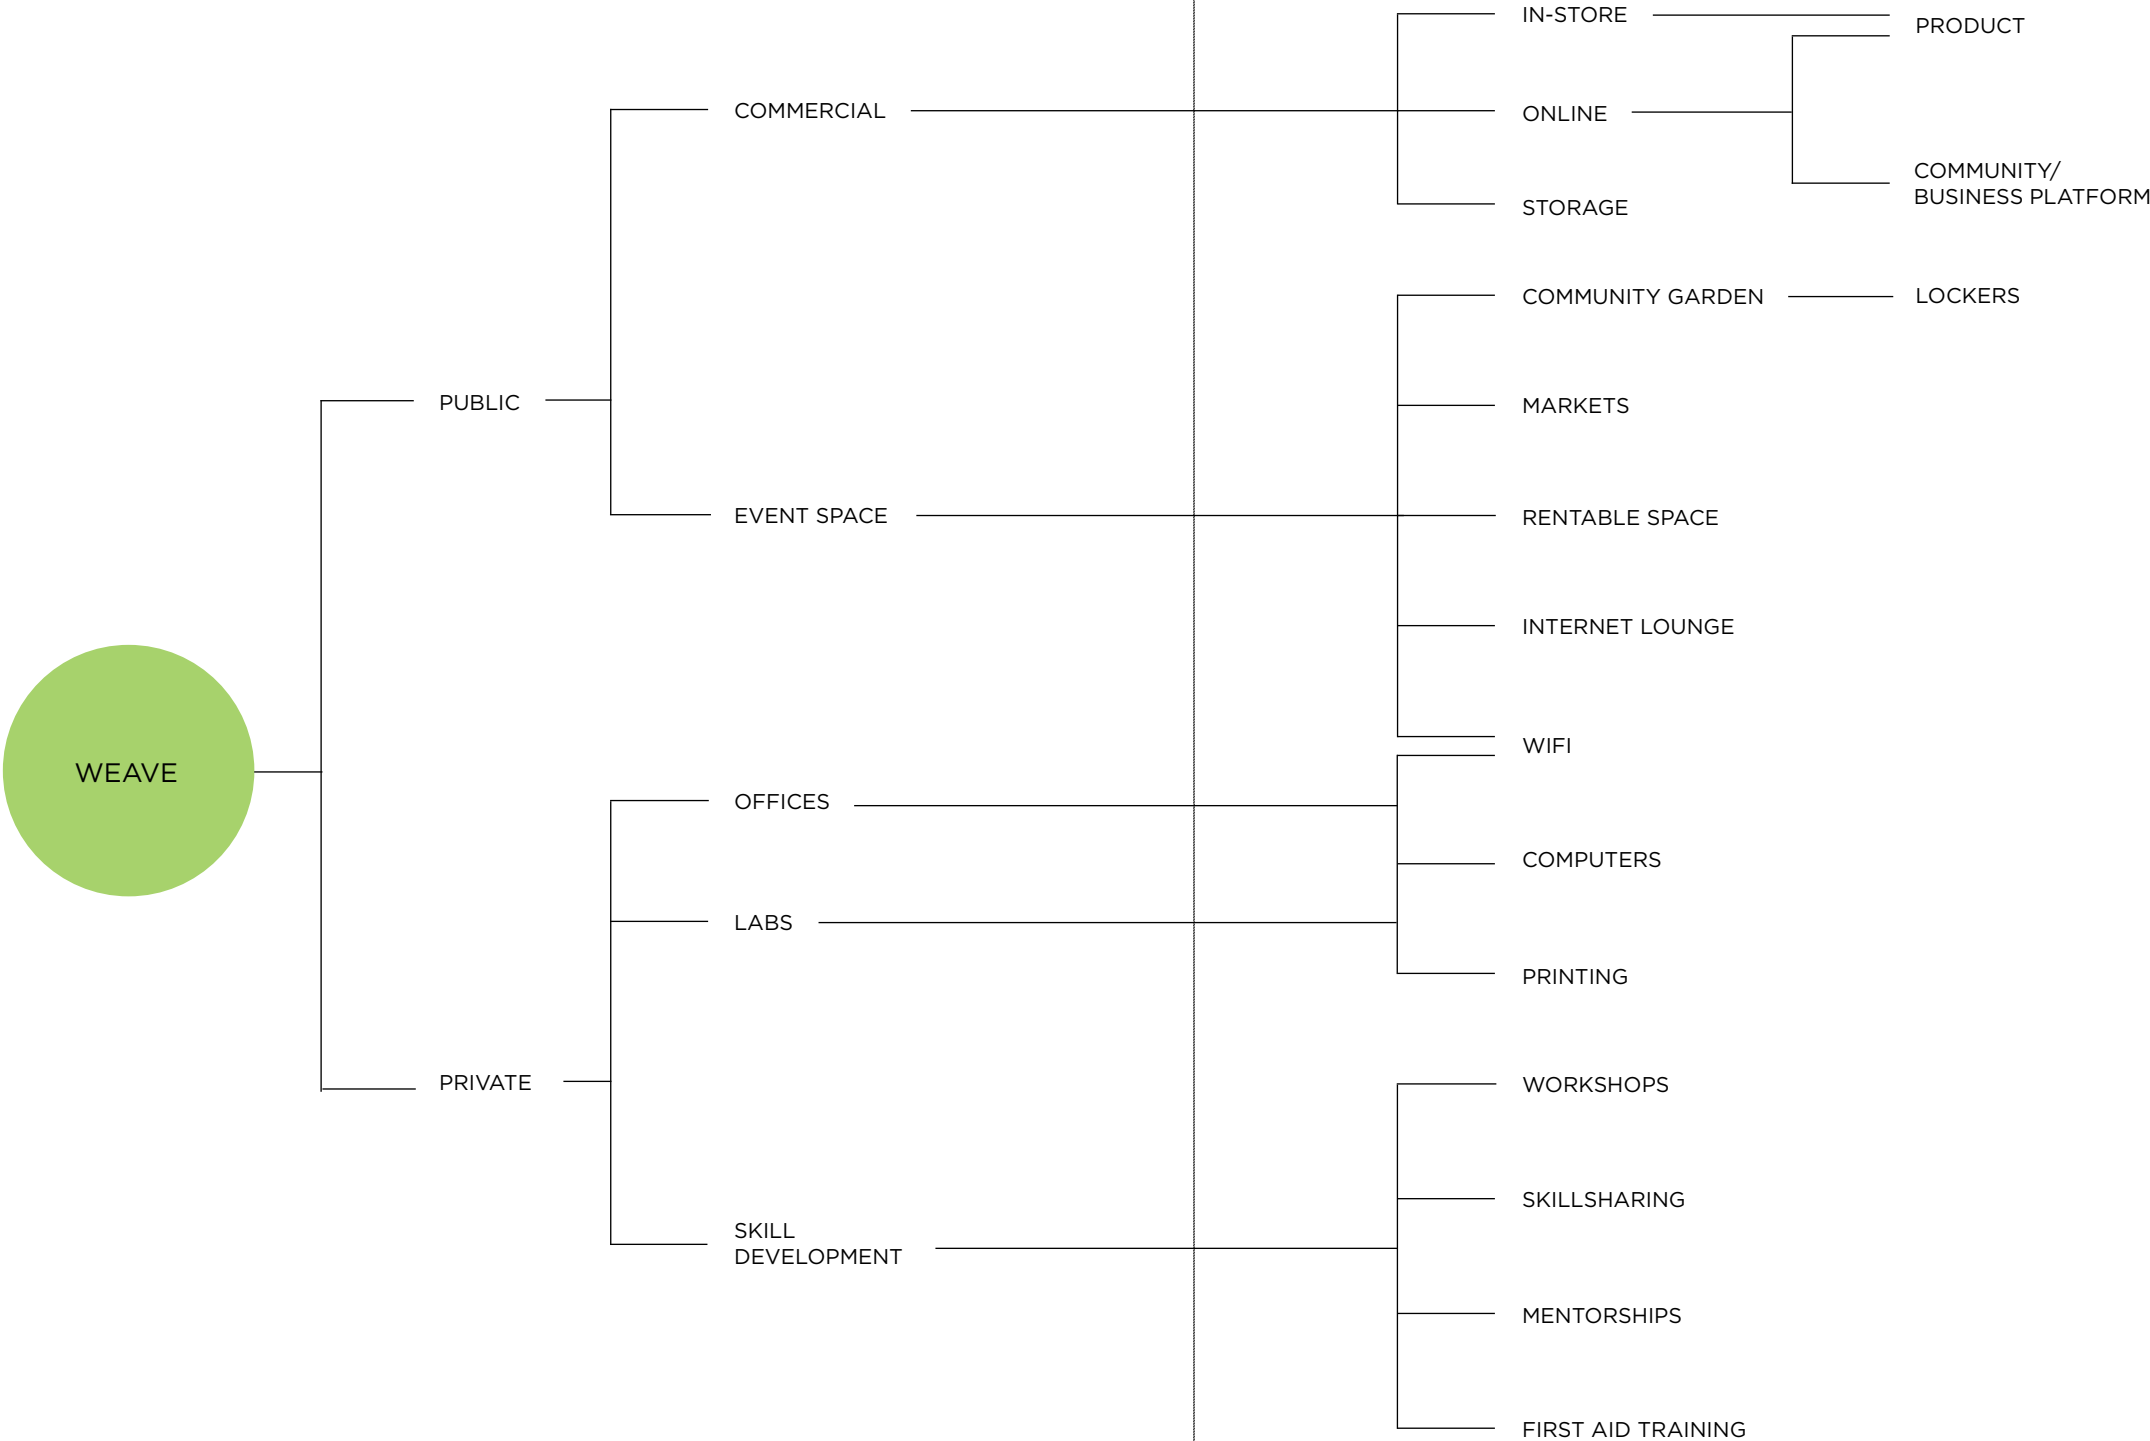 WEAVE
PUBLIC
PRIVATE
COMMERCIAL
EVENT SPACE
OFFICES
LABS
SKILL
DEVELOPMENT
IN-STORE
ONLINE
STORAGE
COMMUNITY GARDEN
MARKETS
RENTABLE SPACE
INTERNET LOUNGE
WIFI
COMPUTERS
PRINTING
WORKSHOPS
SKILLSHARING
MENTORSHIPS
FIRST AID TRAINING
PRODUCT
COMMUNITY/
BUSINESS PLATFORM
LOCKERS